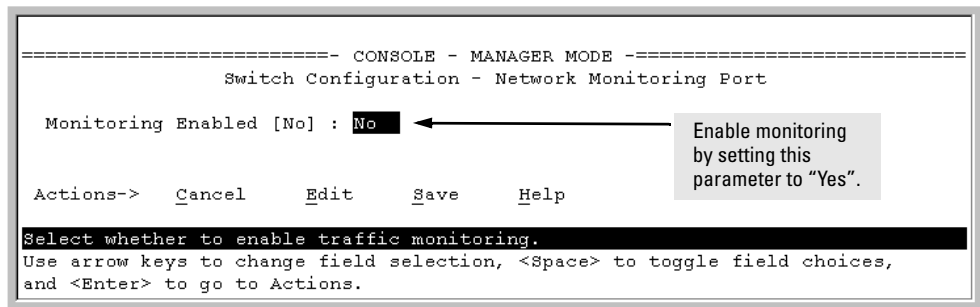 ===========================- CONSOLE - MANAGER MODE -============================
Switch Configuration - Network Monitoring Port
Monitoring Enabled [No] : No
Enable monitoring
by setting this
parameter to “Yes”.
Actions-> Cancel Edit Save Help
Select whether to enable traffic monitoring.
Use arrow keys to change field selection, <Space> to toggle field choices,
and <Enter> to go to Actions.